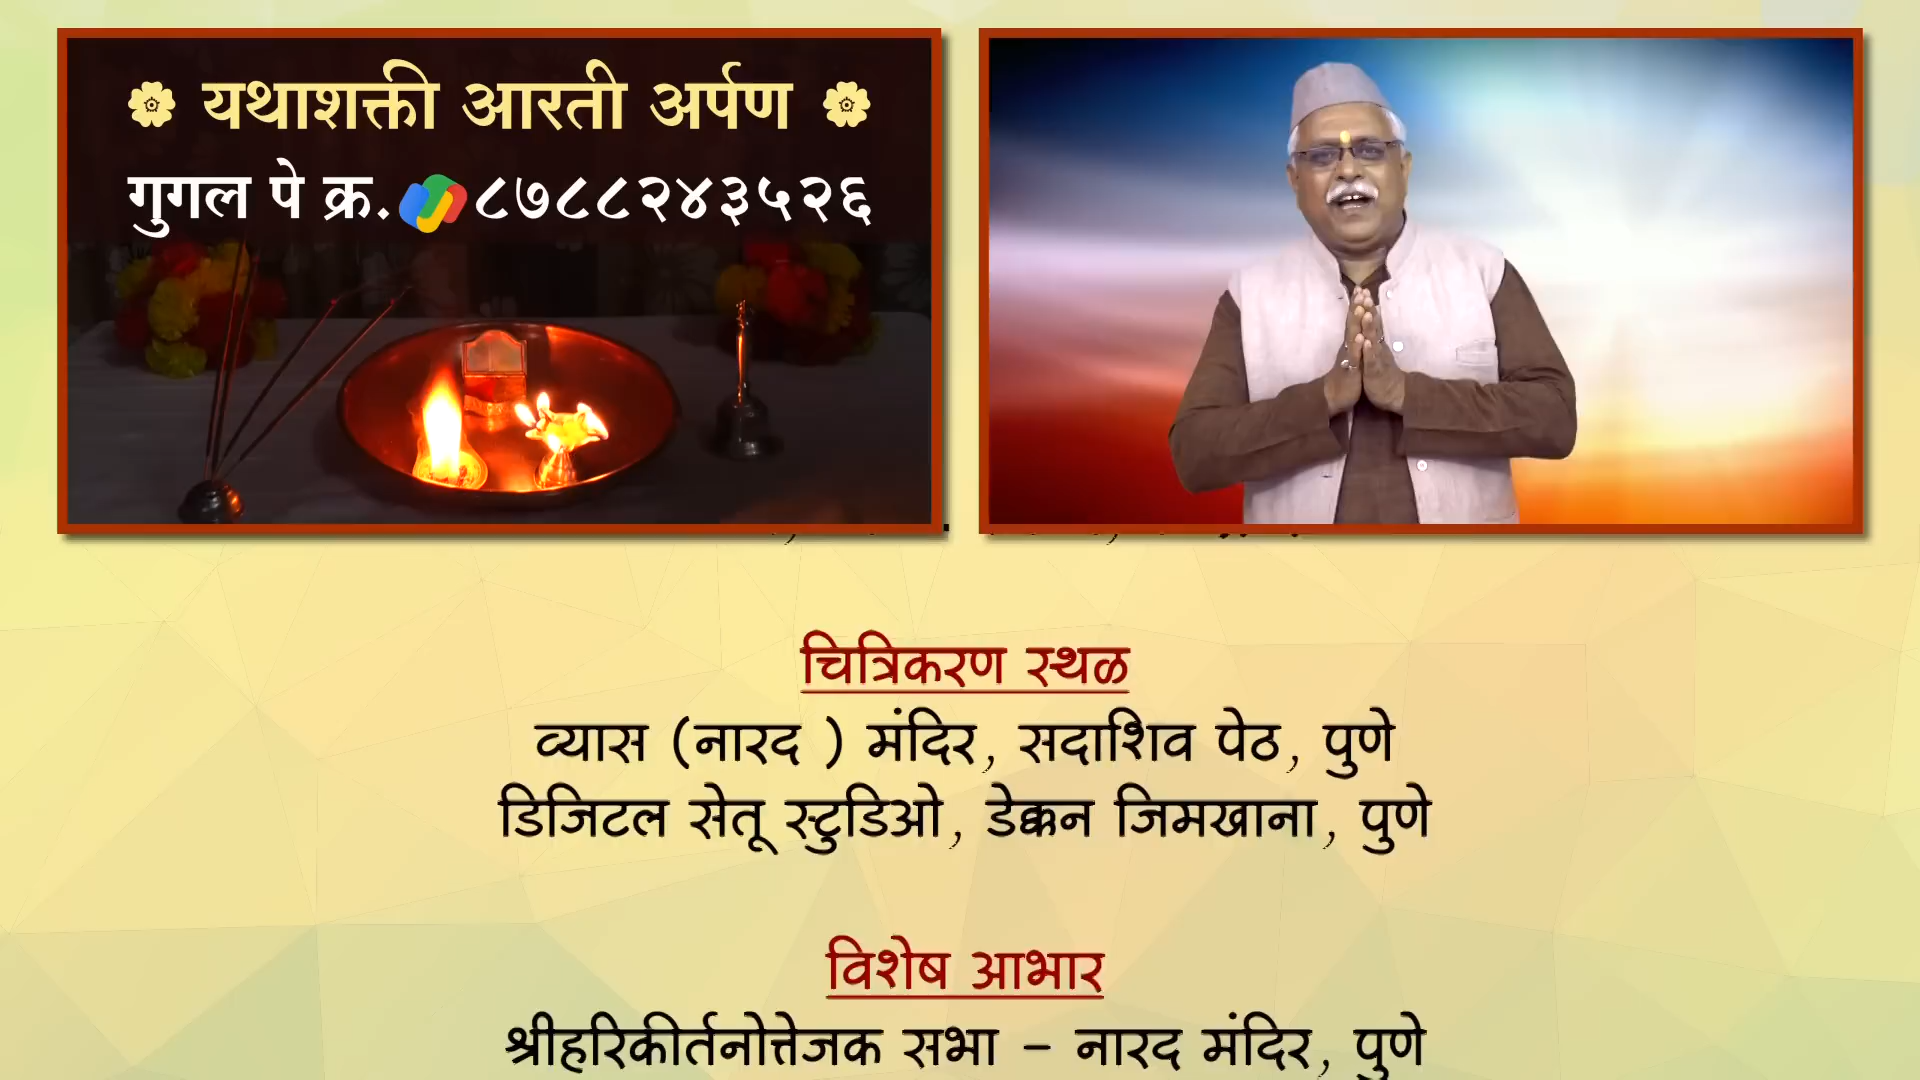 यथाशक्ती आरती अर्पण
गुगल पे क्र. ८७८८२४३५२६
चित्रिकरण स्थळ
व्यास (नारद ) मंदिर, सदाशिव पेठ, पुणे
डिजिटल सेतू स्टुडिओ, डेक्कन जिमखाना, पुणे
विशेष आभार
श्रीहरिकीर्तनोत्तेजक सभा - नारद मंदिर, पुणे